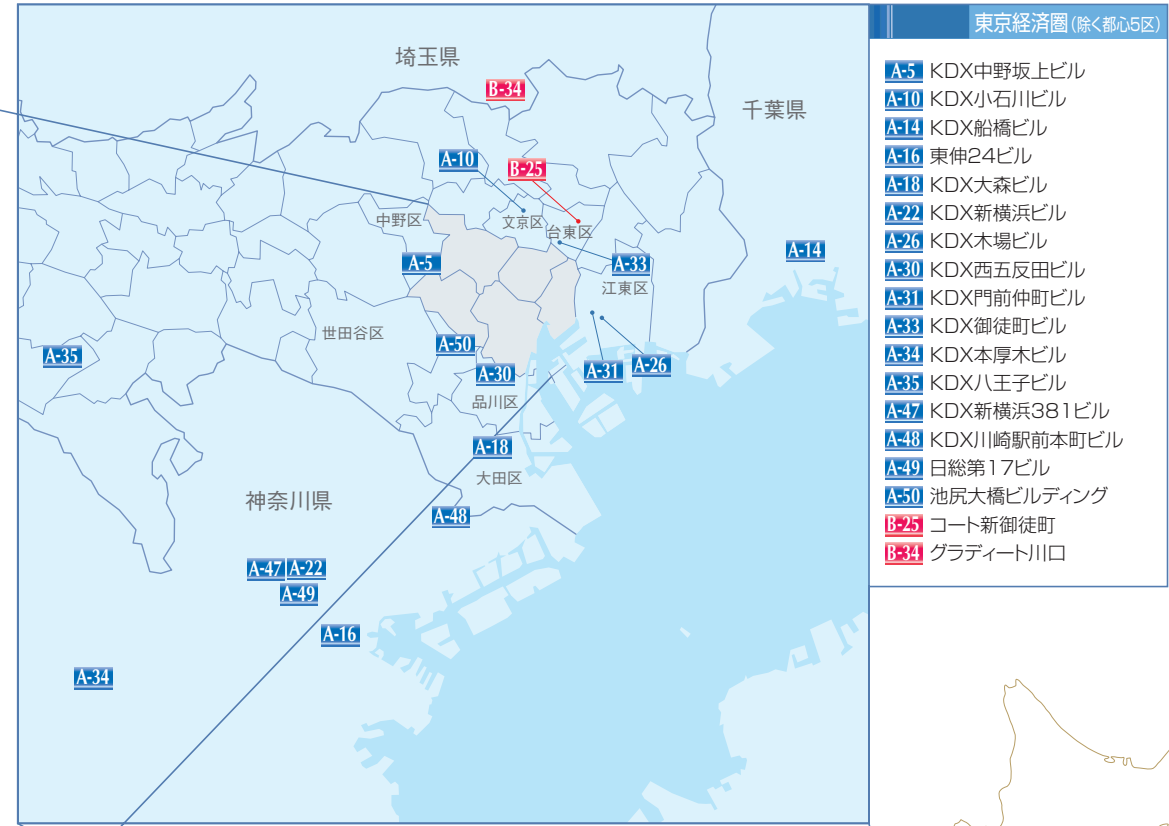 埼玉県
B-34
千葉県
A-10
B-25
中野区
文京区
台東区
A-5
A-33
A-14
江東区
世田谷区
A-50
A-35
A-30
A-31
A-26
品川区
A-18
大田区
神奈川県
A-48
A-47
A-22
A-49
A-16
A-34
東京経済圏(除く都心5区)
A-5 KDX中野坂上ビル
A-10 KDX小石川ビル
A-14 KDX船橋ビル
A-16 東伸24ビル
A-18 KDX大森ビル
A-22 KDX新横浜ビル
A-26 KDX木場ビル
A-30 KDX西五反田ビル
A-31 KDX門前仲町ビル
A-33 KDX御徒町ビル
A-34 KDX本厚木ビル
A-35 KDX八王子ビル
A-47 KDX新横浜381ビル
A-48 KDX川崎駅前本町ビル
A-49 日総第17ビル
A-50 池尻大橋ビルディング
B-25 コート新御徒町
B-34 グラディート川口